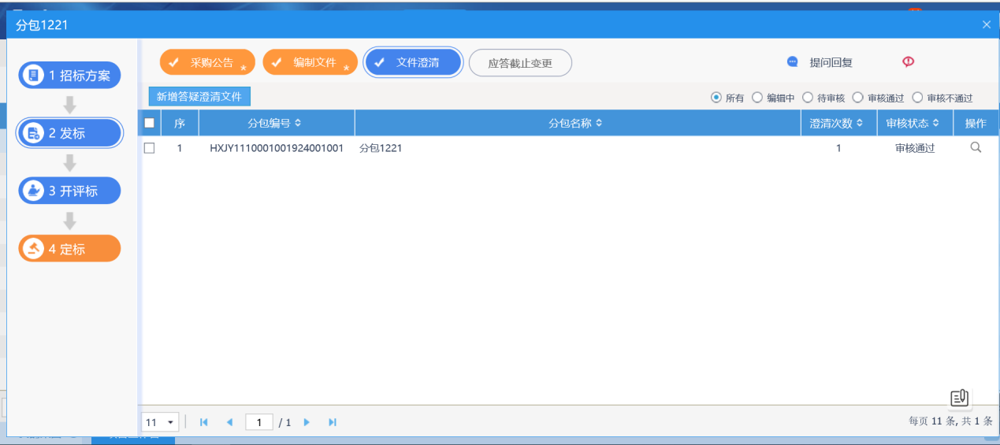 分包1221
采购公告 *
编制文件 *
文件澄清
应答截止变更
提问回复
1 招标方案
2 发标
3 开评标
4 定标
新增答疑澄清文件
所有 编辑中 待审核 审核通过 审核不通过
序 分包编号 分包名称 澄清次数 审核状态 操作
1 HXJY1110001001924001001 分包1221 1 审核通过
11 1 / 1 每页 11 条, 共 1 条